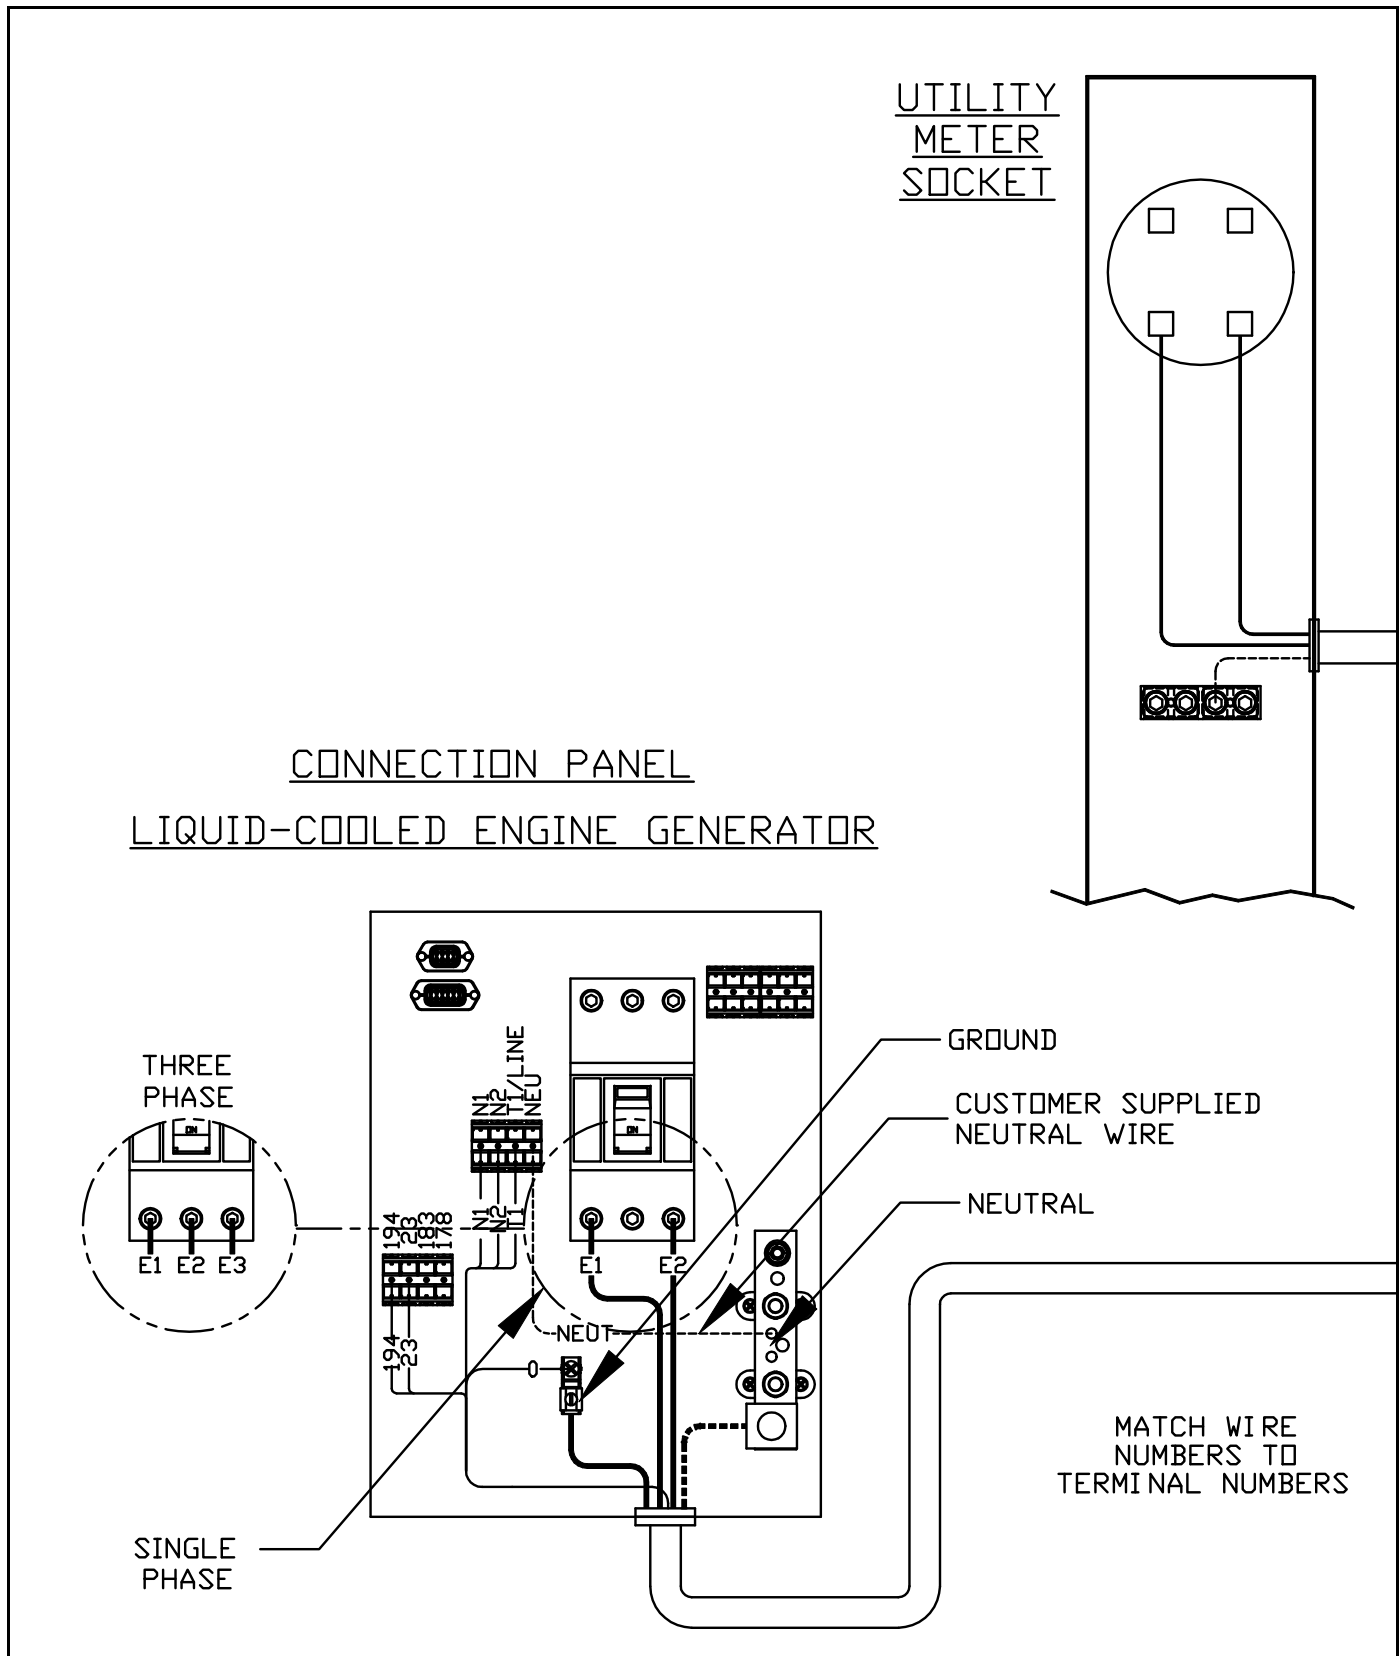 UTILITY
METER
SOCKET
CONNECTION PANEL
LIQUID-COOLED ENGINE GENERATOR
THREE
PHASE
ON
E1 E2 E3
N1
N2
T1/LINE
NEU
194
23
183
178
N1
N2
T1
E1
E2
NEUT
0
194
23
GROUND
CUSTOMER SUPPLIED
NEUTRAL WIRE
NEUTRAL
SINGLE
PHASE
MATCH WIRE
NUMBERS TO
TERMINAL NUMBERS